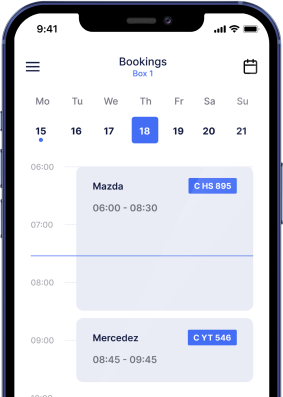 9:41
Bookings
Box 1
Mo Tu We Th Fr Sa Su
15 16 17 18 19 20 21
06:00
Mazda C HS 895
06:00 - 08:30
07:00
08:00
Mercedez C YT 546
09:00
08:45 - 09:45